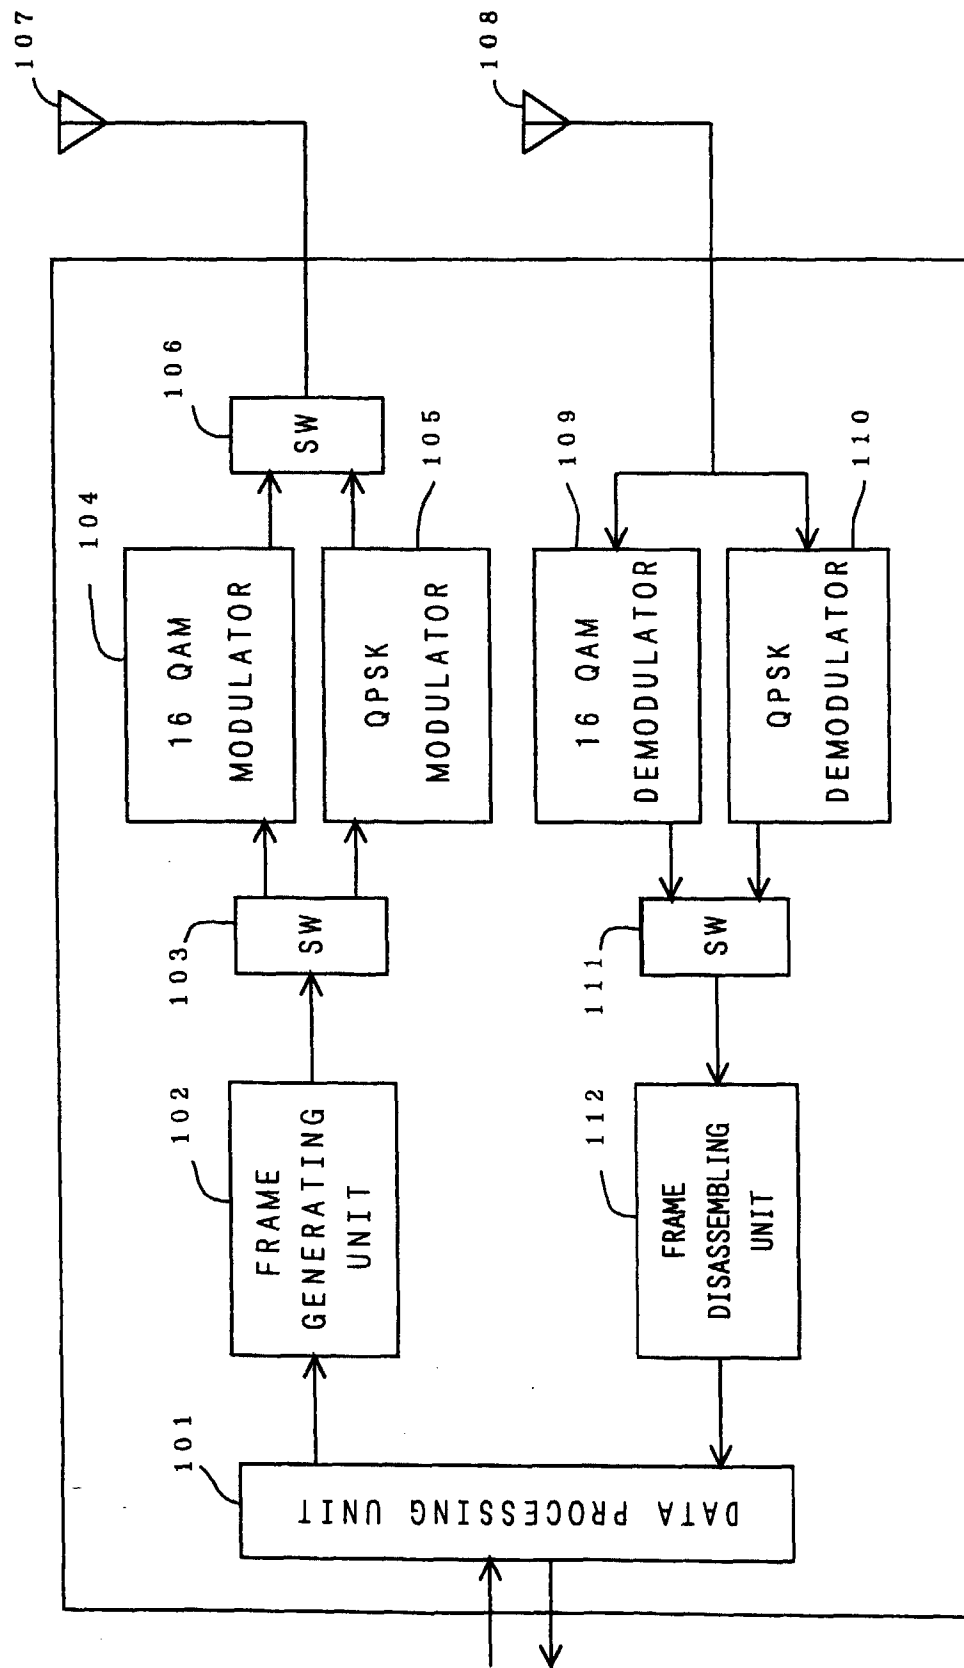 107
108
106
SW
104
16 QAM
MODULATOR
105
QPSK
MODULATOR
109
16 QAM
DEMODULATOR
110
QPSK
DEMODULATOR
103
SW
111
SW
102
FRAME
GENERATING
UNIT
112
FRAME
DISASSEMBLING
UNIT
101
DATA PROCESSING UNIT